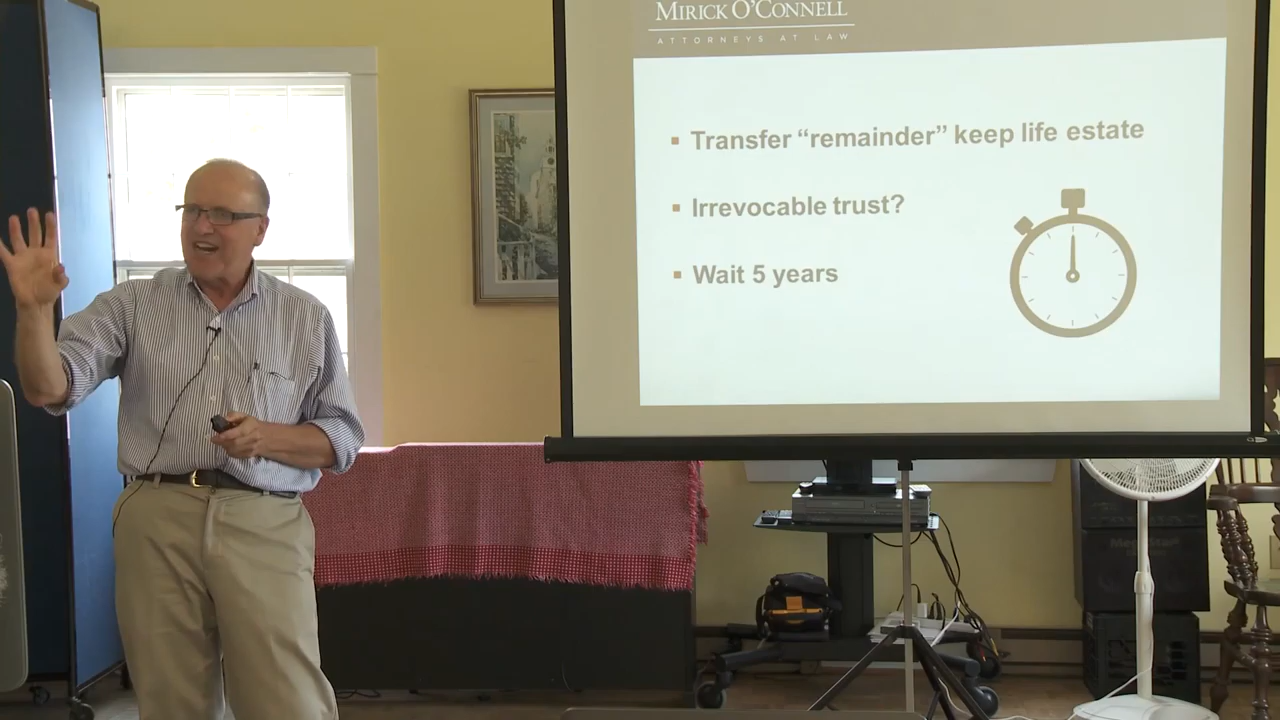 MIRICK O'CONNELL
ATTORNEYS AT LAW
▪ Transfer “remainder” keep life estate
▪ Irrevocable trust?
▪ Wait 5 years